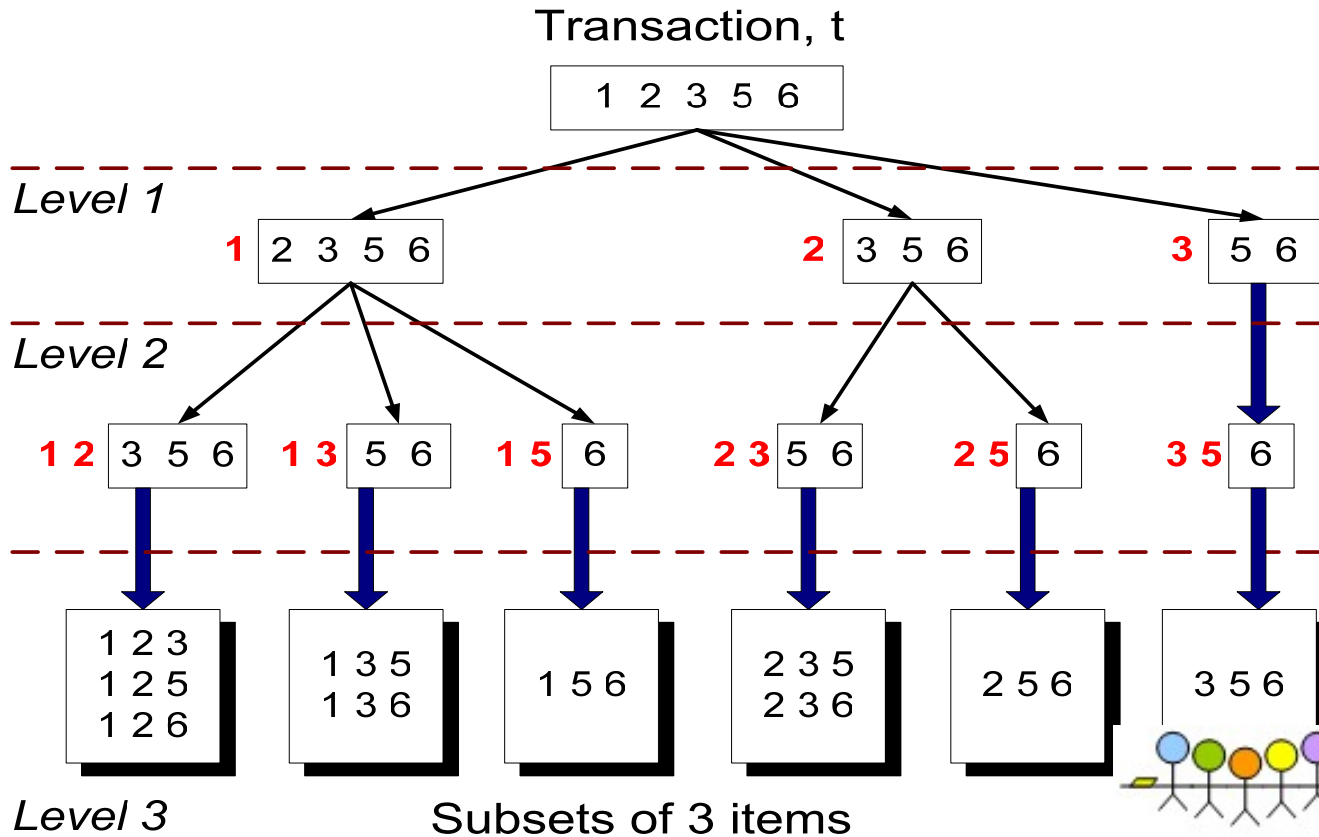 Transaction, t
1 2 3 5 6
Level 1
1 2 3 5 6
2 3 5 6
3 5 6
Level 2
1 2 3 5 6
1 3 5 6
1 5 6
2 3 5 6
2 5 6
3 5 6
1 2 3
1 2 5
1 2 6
1 3 5
1 3 6
1 5 6
2 3 5
2 3 6
2 5 6
3 5 6
Level 3
Subsets of 3 items